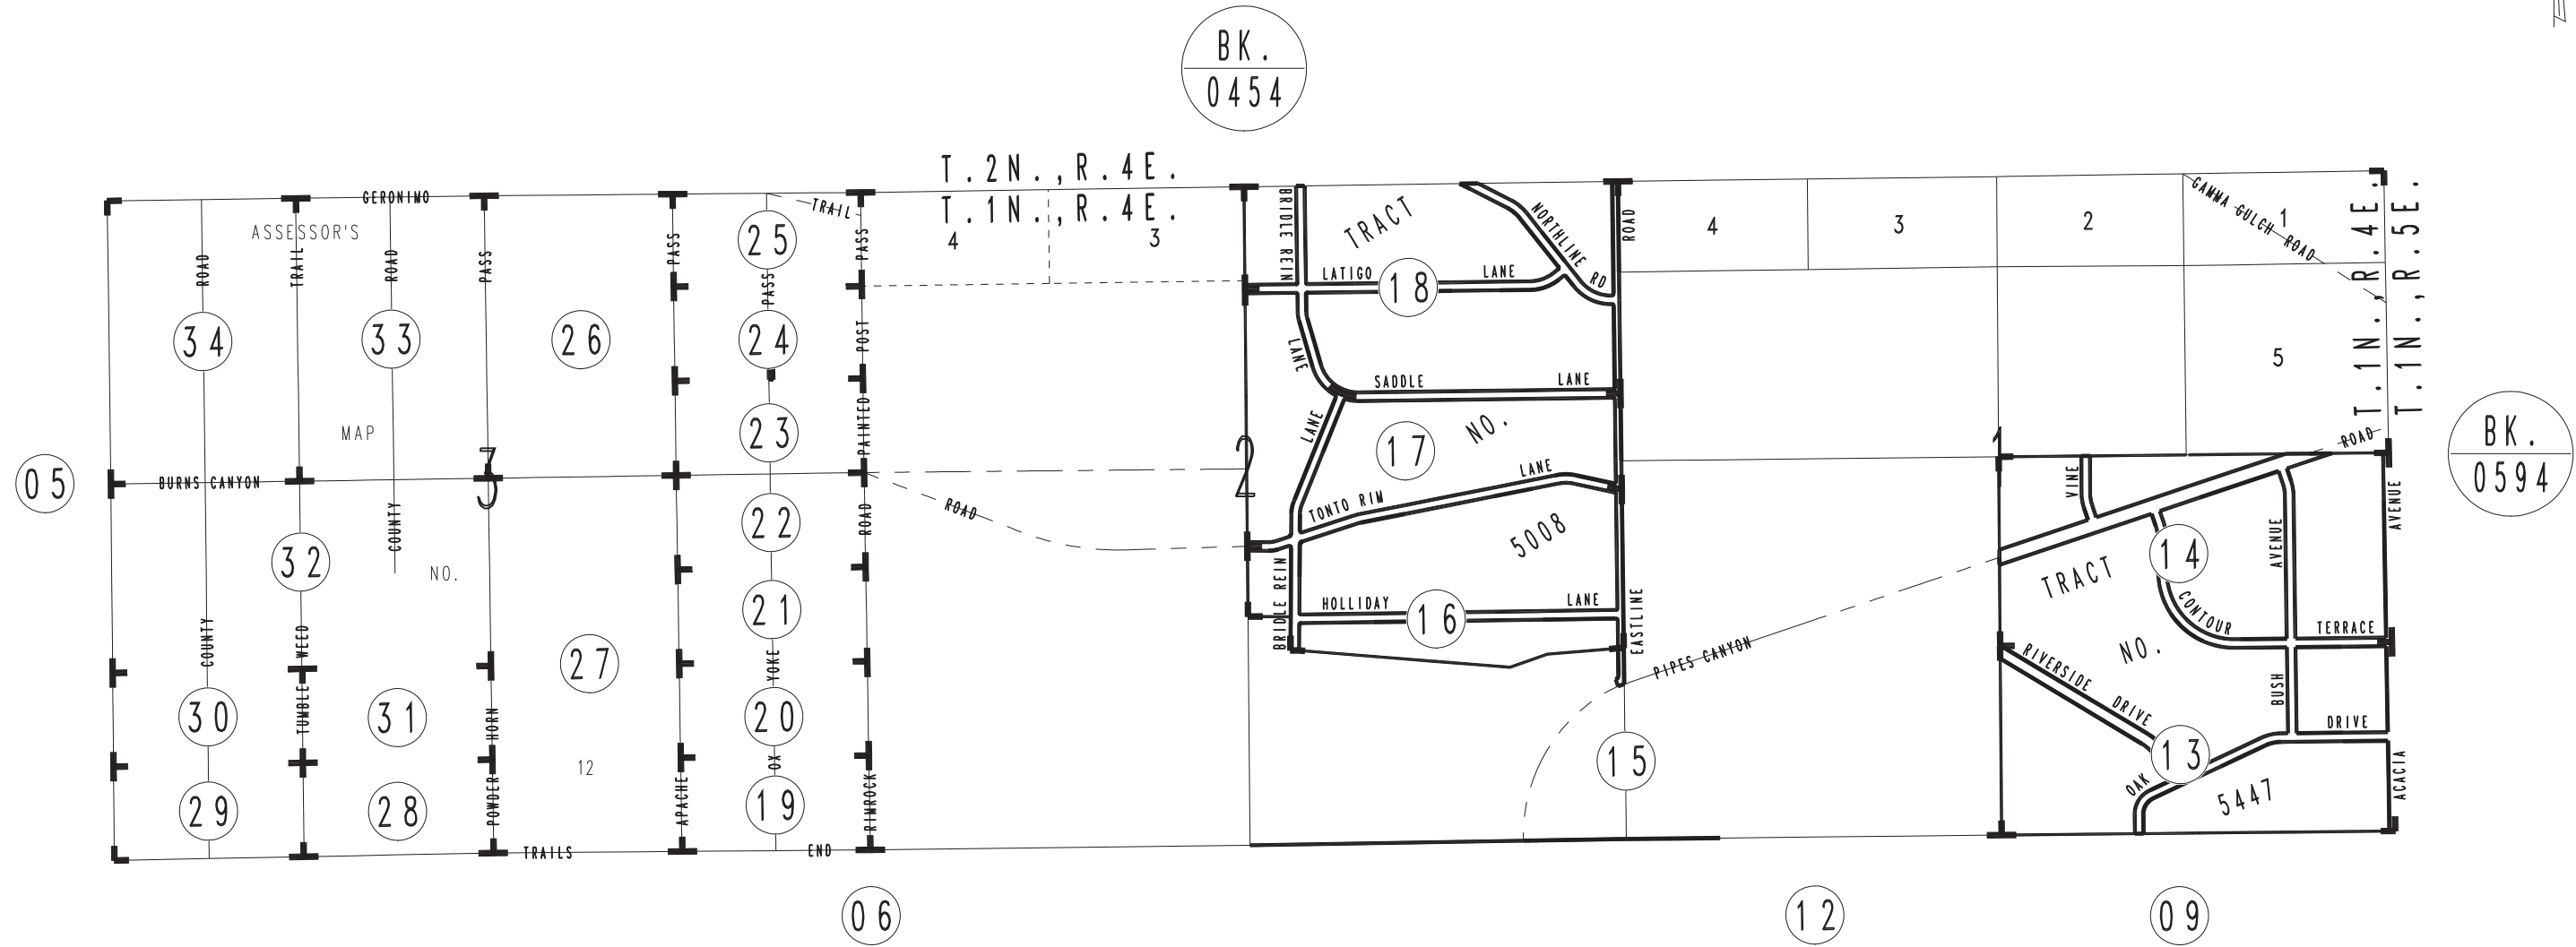 BK.
0454
T.2N.,R.4E.
T.1N.,R.4E.
GERONIMO
TRAIL
ASSESSOR'S
MAP
NO.
12
ROAD
TRAIL
ROAD
PASS
PASS
PASS
PASS
25
34
33
26
24
23
3
BURNS CANYON
05
COUNTY
COUNTY
32
22
21
27
TUMBLE WEED
POWDER HORN
APACHE
OX YOKE
RIMROCK ROAD
PAINTED POST
30
31
20
29
28
19
TRAILS END
4
3
ROAD
2
BRIDLE REIN
LANE
TRACT
NO.
5008
NORTHLINE RD
ROAD
LATIGO LANE
18
SADDLE LANE
LANE
17
TONTO RIM LANE
BRIDLE REIN
HOLLIDAY LANE
16
EASTLINE
PIPES CANYON
15
4
3
2
1
5
GAMMA GULCH ROAD
T.1N.,R.4E.
T.1N.,R.5E.
1
ROAD
BK.
0594
VINE
AVENUE
AVENUE
TRACT
NO.
5447
14
CONTOUR TERRACE
RIVERSIDE DRIVE
BUSH
13
OAK DRIVE
ACACIA
06
12
09